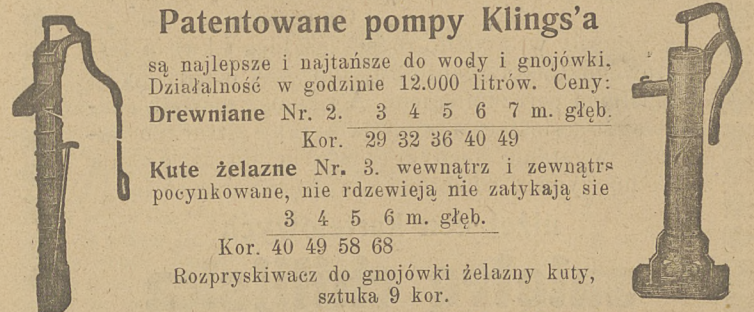 Patentowane pompy Klings'a
są najlepsze i najtańsze do wody i gnojówki.
Działalność w godzinie 12.000 litrów. Ceny:
Drewniane Nr. 2. 3 4 5 6 7 m. głęb.
Kor. 29 32 36 40 49
Kute żelazne Nr. 3. wewnątrz i zewnątrs
pocynkowane, nie rdzewieją nie zatykają sie
3 4 5 6 m. głęb.
Kor. 40 49 58 68
Rozpryskiwacz do gnojówki żelazny kuty,
sztuka 9 kor.